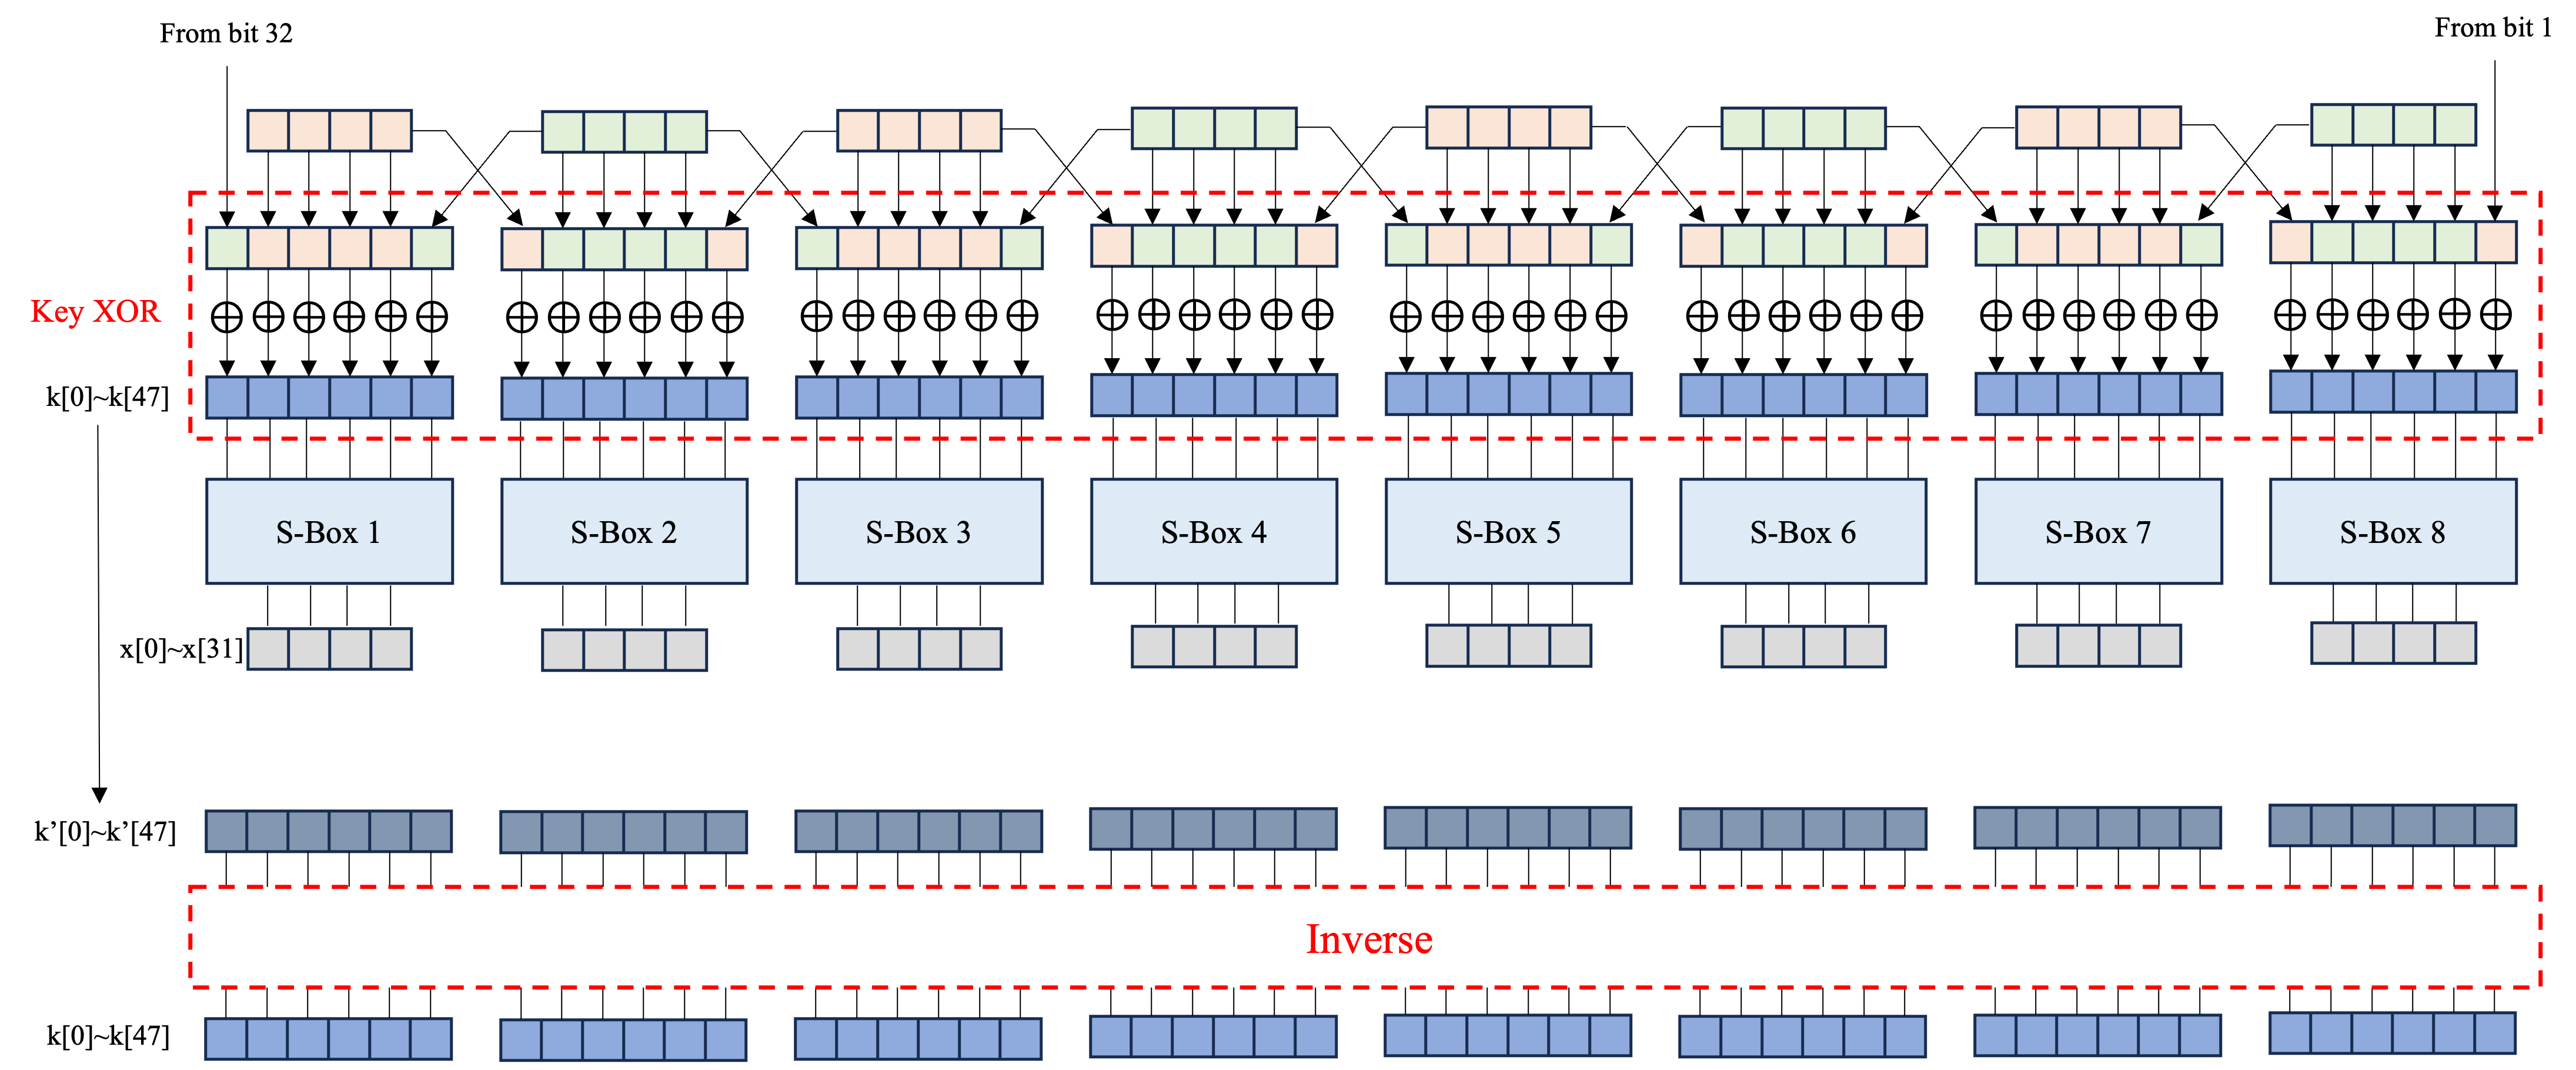 From bit 32
From bit 1
Key XOR
k[0]~k[47]
S-Box 1
S-Box 2
S-Box 3
S-Box 4
S-Box 5
S-Box 6
S-Box 7
S-Box 8
x[0]~x[31]
k’[0]~k’[47]
Inverse
k[0]~k[47]